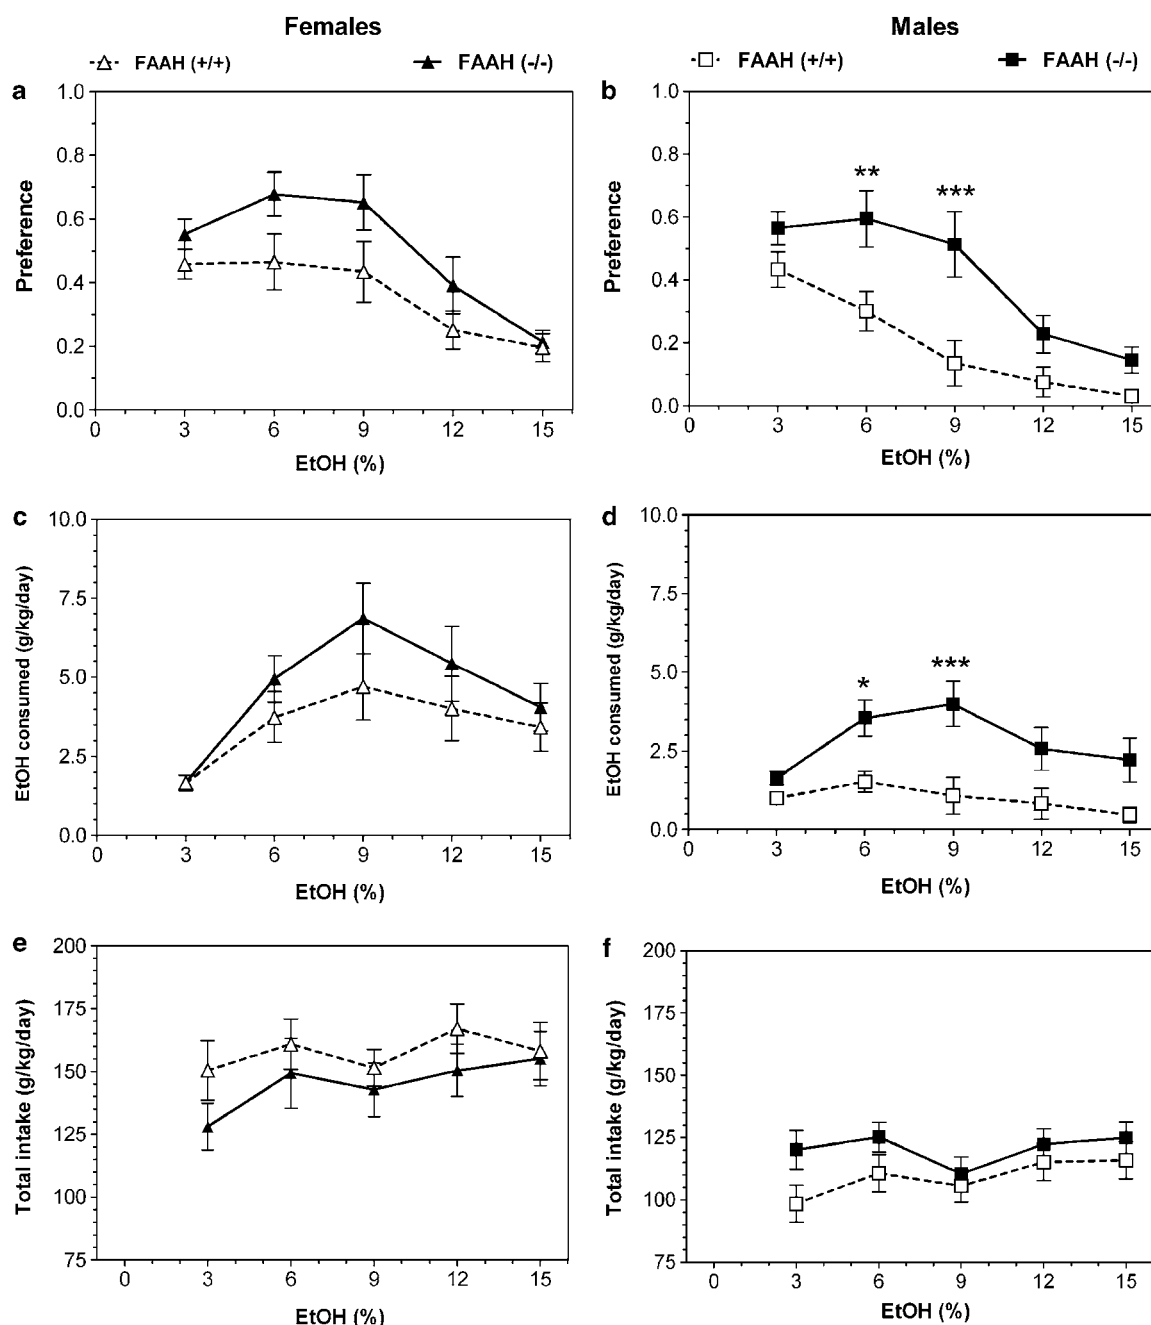 Females
Males
FAAH (+/+)
FAAH (-/-)
FAAH (+/+)
FAAH (-/-)
a
Preference
1.0
0.8
0.6
0.4
0.2
0.0
0 3 6 9 12 15
EtOH (%)
b
Preference
1.0
0.8
0.6
0.4
0.2
0.0
** ***
0 3 6 9 12 15
EtOH (%)
c
EtOH consumed (g/kg/day)
10.0
7.5
5.0
2.5
0.0
0 3 6 9 12 15
EtOH (%)
d
EtOH consumed (g/kg/day)
10.0
7.5
5.0
2.5
0.0
* ***
0 3 6 9 12 15
EtOH (%)
e
Total intake (g/kg/day)
200
175
150
125
100
75
0 3 6 9 12 15
EtOH (%)
f
Total intake (g/kg/day)
200
175
150
125
100
75
0 3 6 9 12 15
EtOH (%)